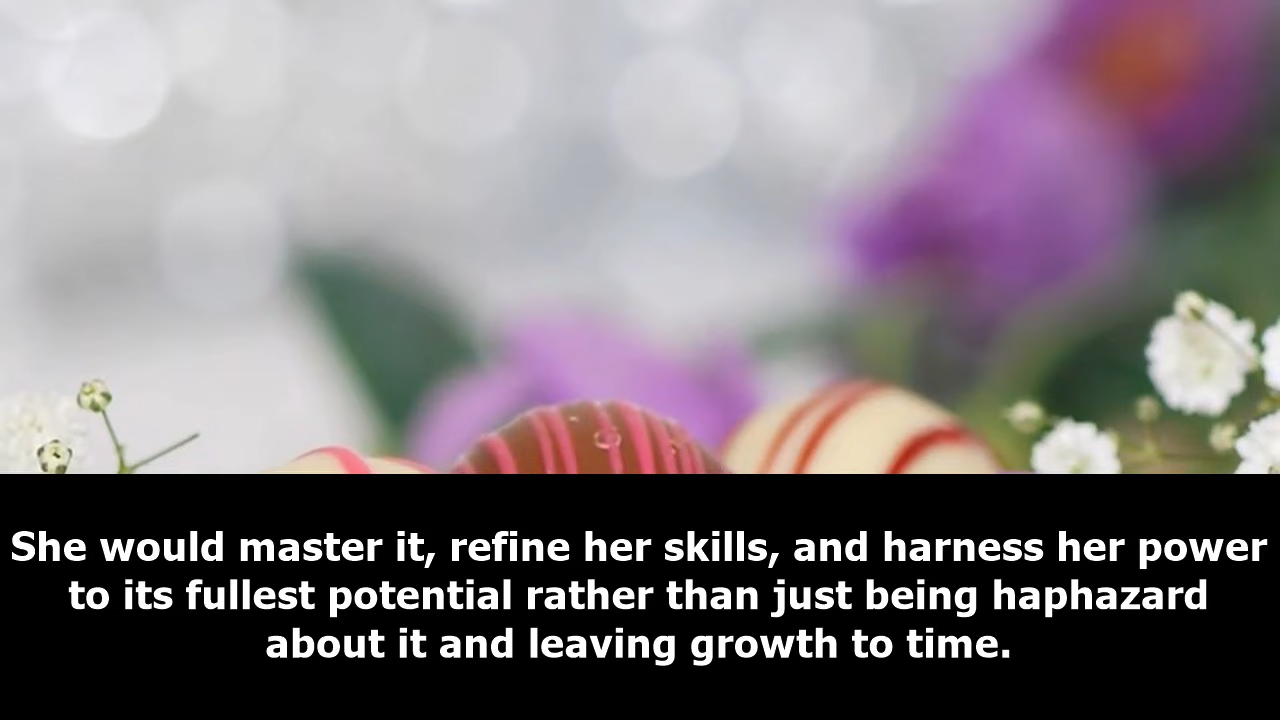 She would master it, refine her skills, and harness her power
to its fullest potential rather than just being haphazard
about it and leaving growth to time.